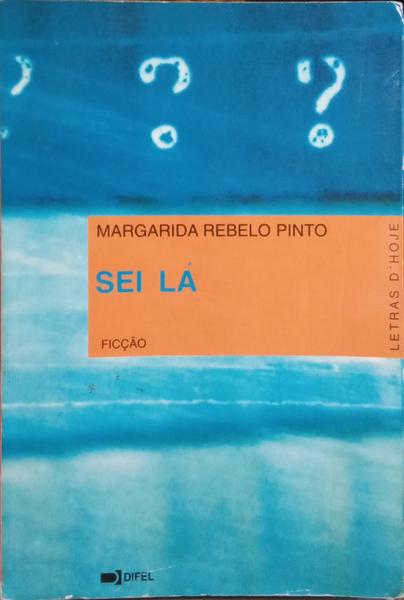 ? ? ?
MARGARIDA REBELO PINTO
SEI LÁ
FICÇÃO
LETRAS D'HOJE
DIFEL